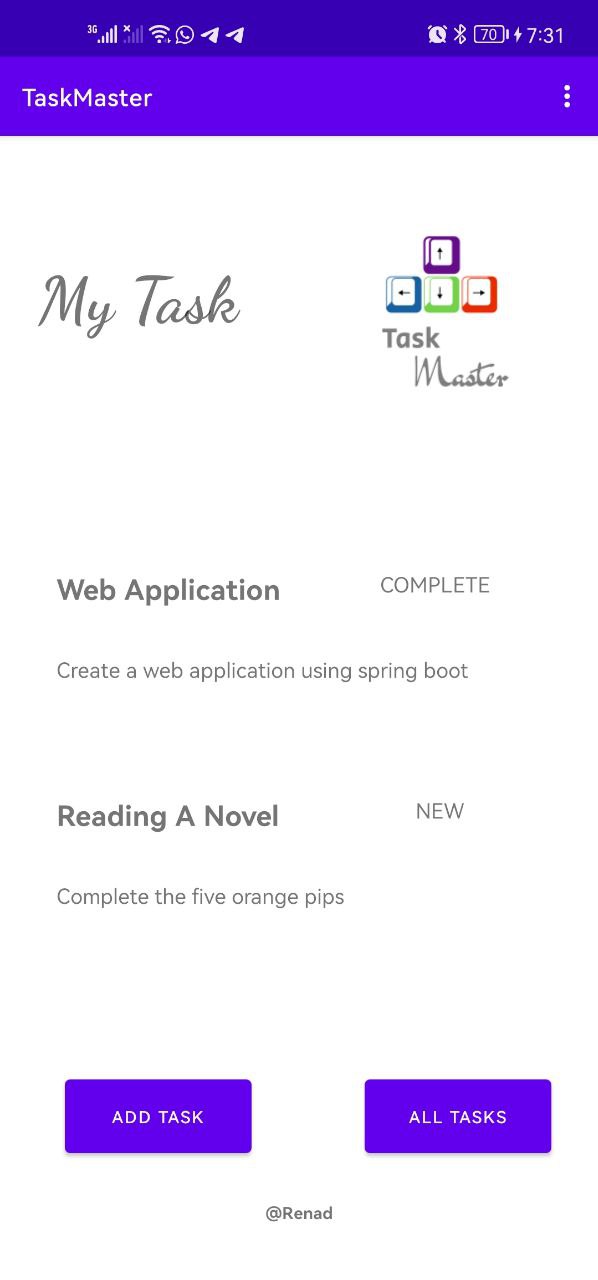 3G 70 7:31
TaskMaster
My Task
Task
Master
Web Application COMPLETE
Create a web application using spring boot
Reading A Novel NEW
Complete the five orange pips
ADD TASK ALL TASKS
@Renad